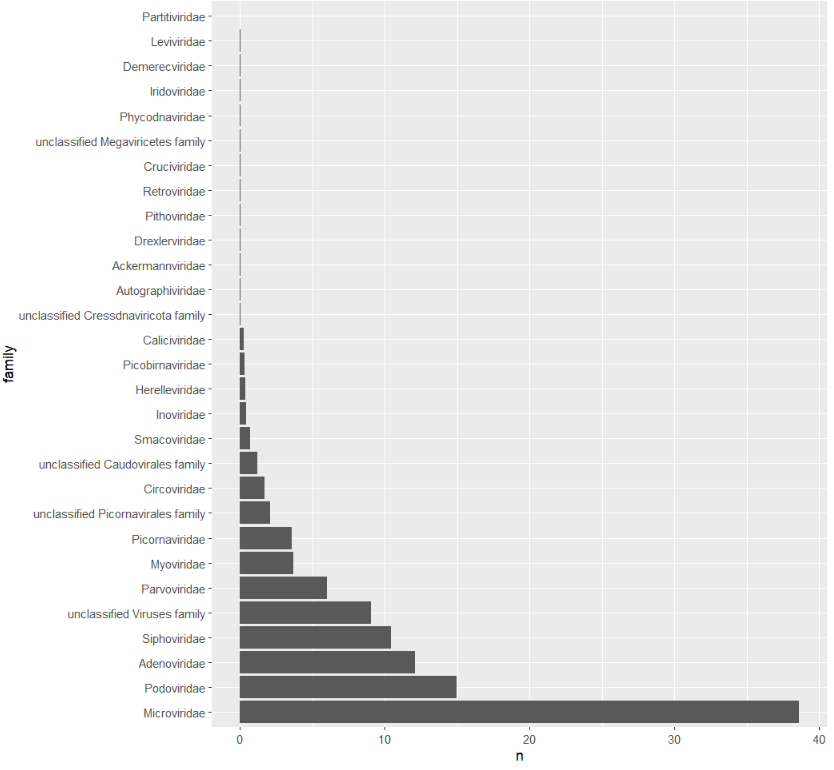 Partitiviridae
Leviviridae
Demerecviridae
Iridoviridae
Phycodnaviridae
unclassified Megaviricetes family
Cruciviridae
Retroviridae
Pithoviridae
Drexlerviridae
Ackermannviridae
Autographiviridae
unclassified Cressdnaviricota family
Caliciviridae
Picobirnaviridae
Herelleviridae
Inoviridae
Smacoviridae
unclassified Caudovirales family
Circoviridae
unclassified Picornavirales family
Picornaviridae
Myoviridae
Parvoviridae
unclassified Viruses family
Siphoviridae
Adenoviridae
Podoviridae
Microviridae
family
0 10 20 30 40
n